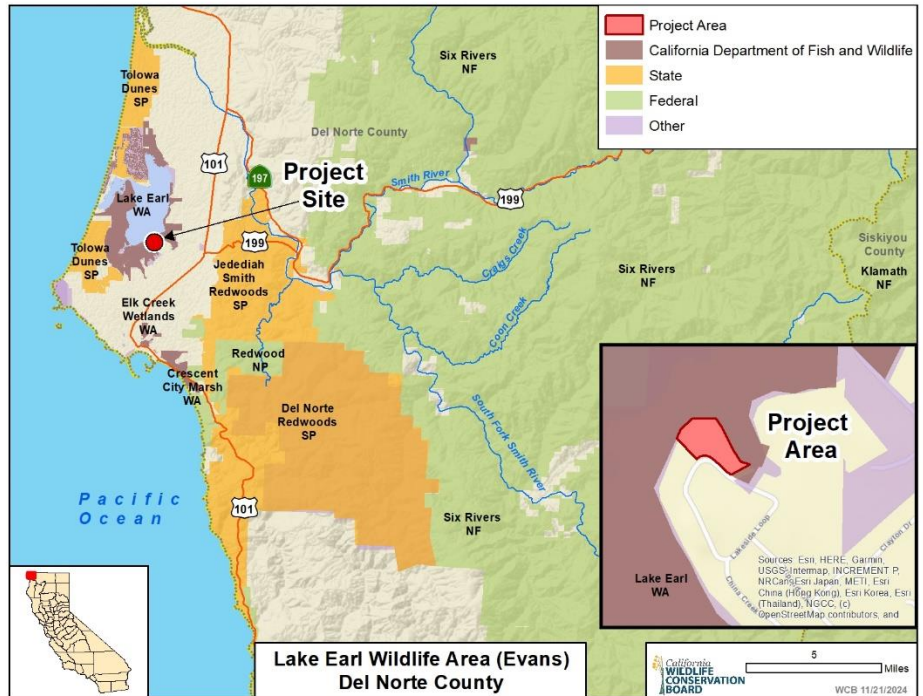 Project Area
California Department of Fish and Wildlife
State
Federal
Other
Six Rivers
NF
Tolowa
Dunes
SP
Del Norte County
101
197
Project
Site
Smith River
199
Lake Earl
WA
199
Tolowa
Dunes
SP
Jedediah
Smith
Redwoods
SP
Craigs Creek
Six Rivers
NF
Siskiyou
County
Klamath
NF
Elk Creek
Wetlands
WA
Coon Creek
Redwood
NP
Crescent
City Marsh
WA
Del Norte
Redwoods
SP
South Fork Smith River
Pacific
Ocean
101
Six Rivers
NF
Project
Area
Lakeside Loop
Clayton Dr
China Creek
Lake Earl
WA
Sources: Esri, HERE, Garmin,
USGS, Intermap, INCREMENT P,
NRCan, Esri Japan, METI, Esri
China (Hong Kong), Esri Korea, Esri
(Thailand), NGCC, (c)
OpenStreetMap contributors, and
Lake Earl Wildlife Area (Evans)
Del Norte County
California
WILDLIFE
CONSERVATION
BOARD
5
Miles
WCB 11/21/2024